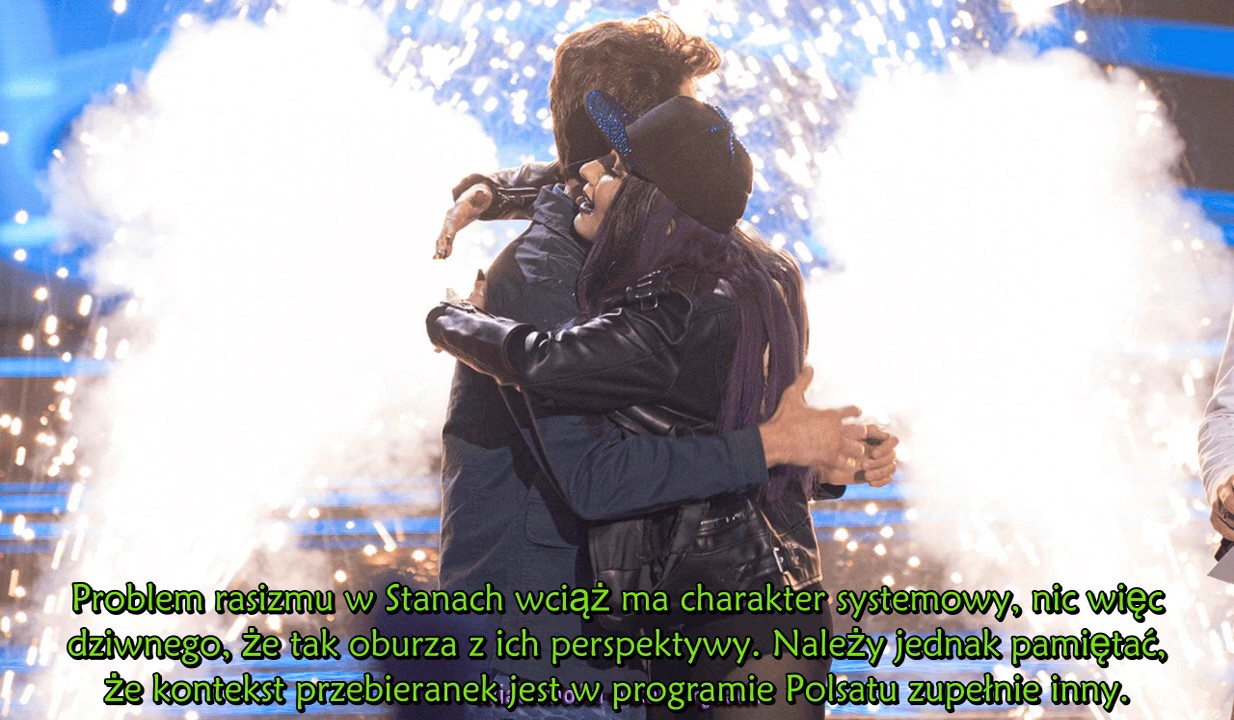 Problem rasizmu w Stanach wciąż ma charakter systemowy, nic więc
dziwnego, że tak oburza z ich perspektywy. Należy jednak pamiętać,
że kontekst przebieranek jest w programie Polsatu zupełnie inny.